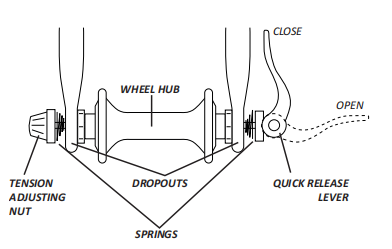 CLOSE
WHEEL HUB
OPEN
TENSION
ADJUSTING
NUT
DROPOUTS
QUICK RELEASE
LEVER
SPRINGS